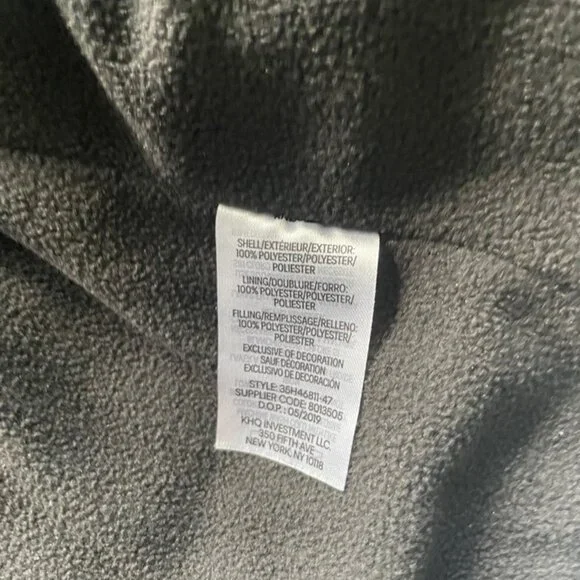 SHELL/EXTÉRIEUR/EXTERIOR:
100% POLYESTER/POLYESTER/
POLIESTER
LINING/DOUBLURE/FORRO:
100% POLYESTER/POLYESTER/
POLIESTER
FILLING/REMPLISSAGE/RELLENO:
100% POLYESTER/POLYESTER/
POLIESTER
EXCLUSIVE OF DECORATION
SAUF DÉCORATION
EXCLUSIVO DE DECORACIÓN
STYLE: 35H46811-47
SUPPLIER CODE: 8013505
D.O.P.: 05/2019
KHQ INVESTMENT LLC.
350 FIFTH AVE
NEW YORK, NY 10118